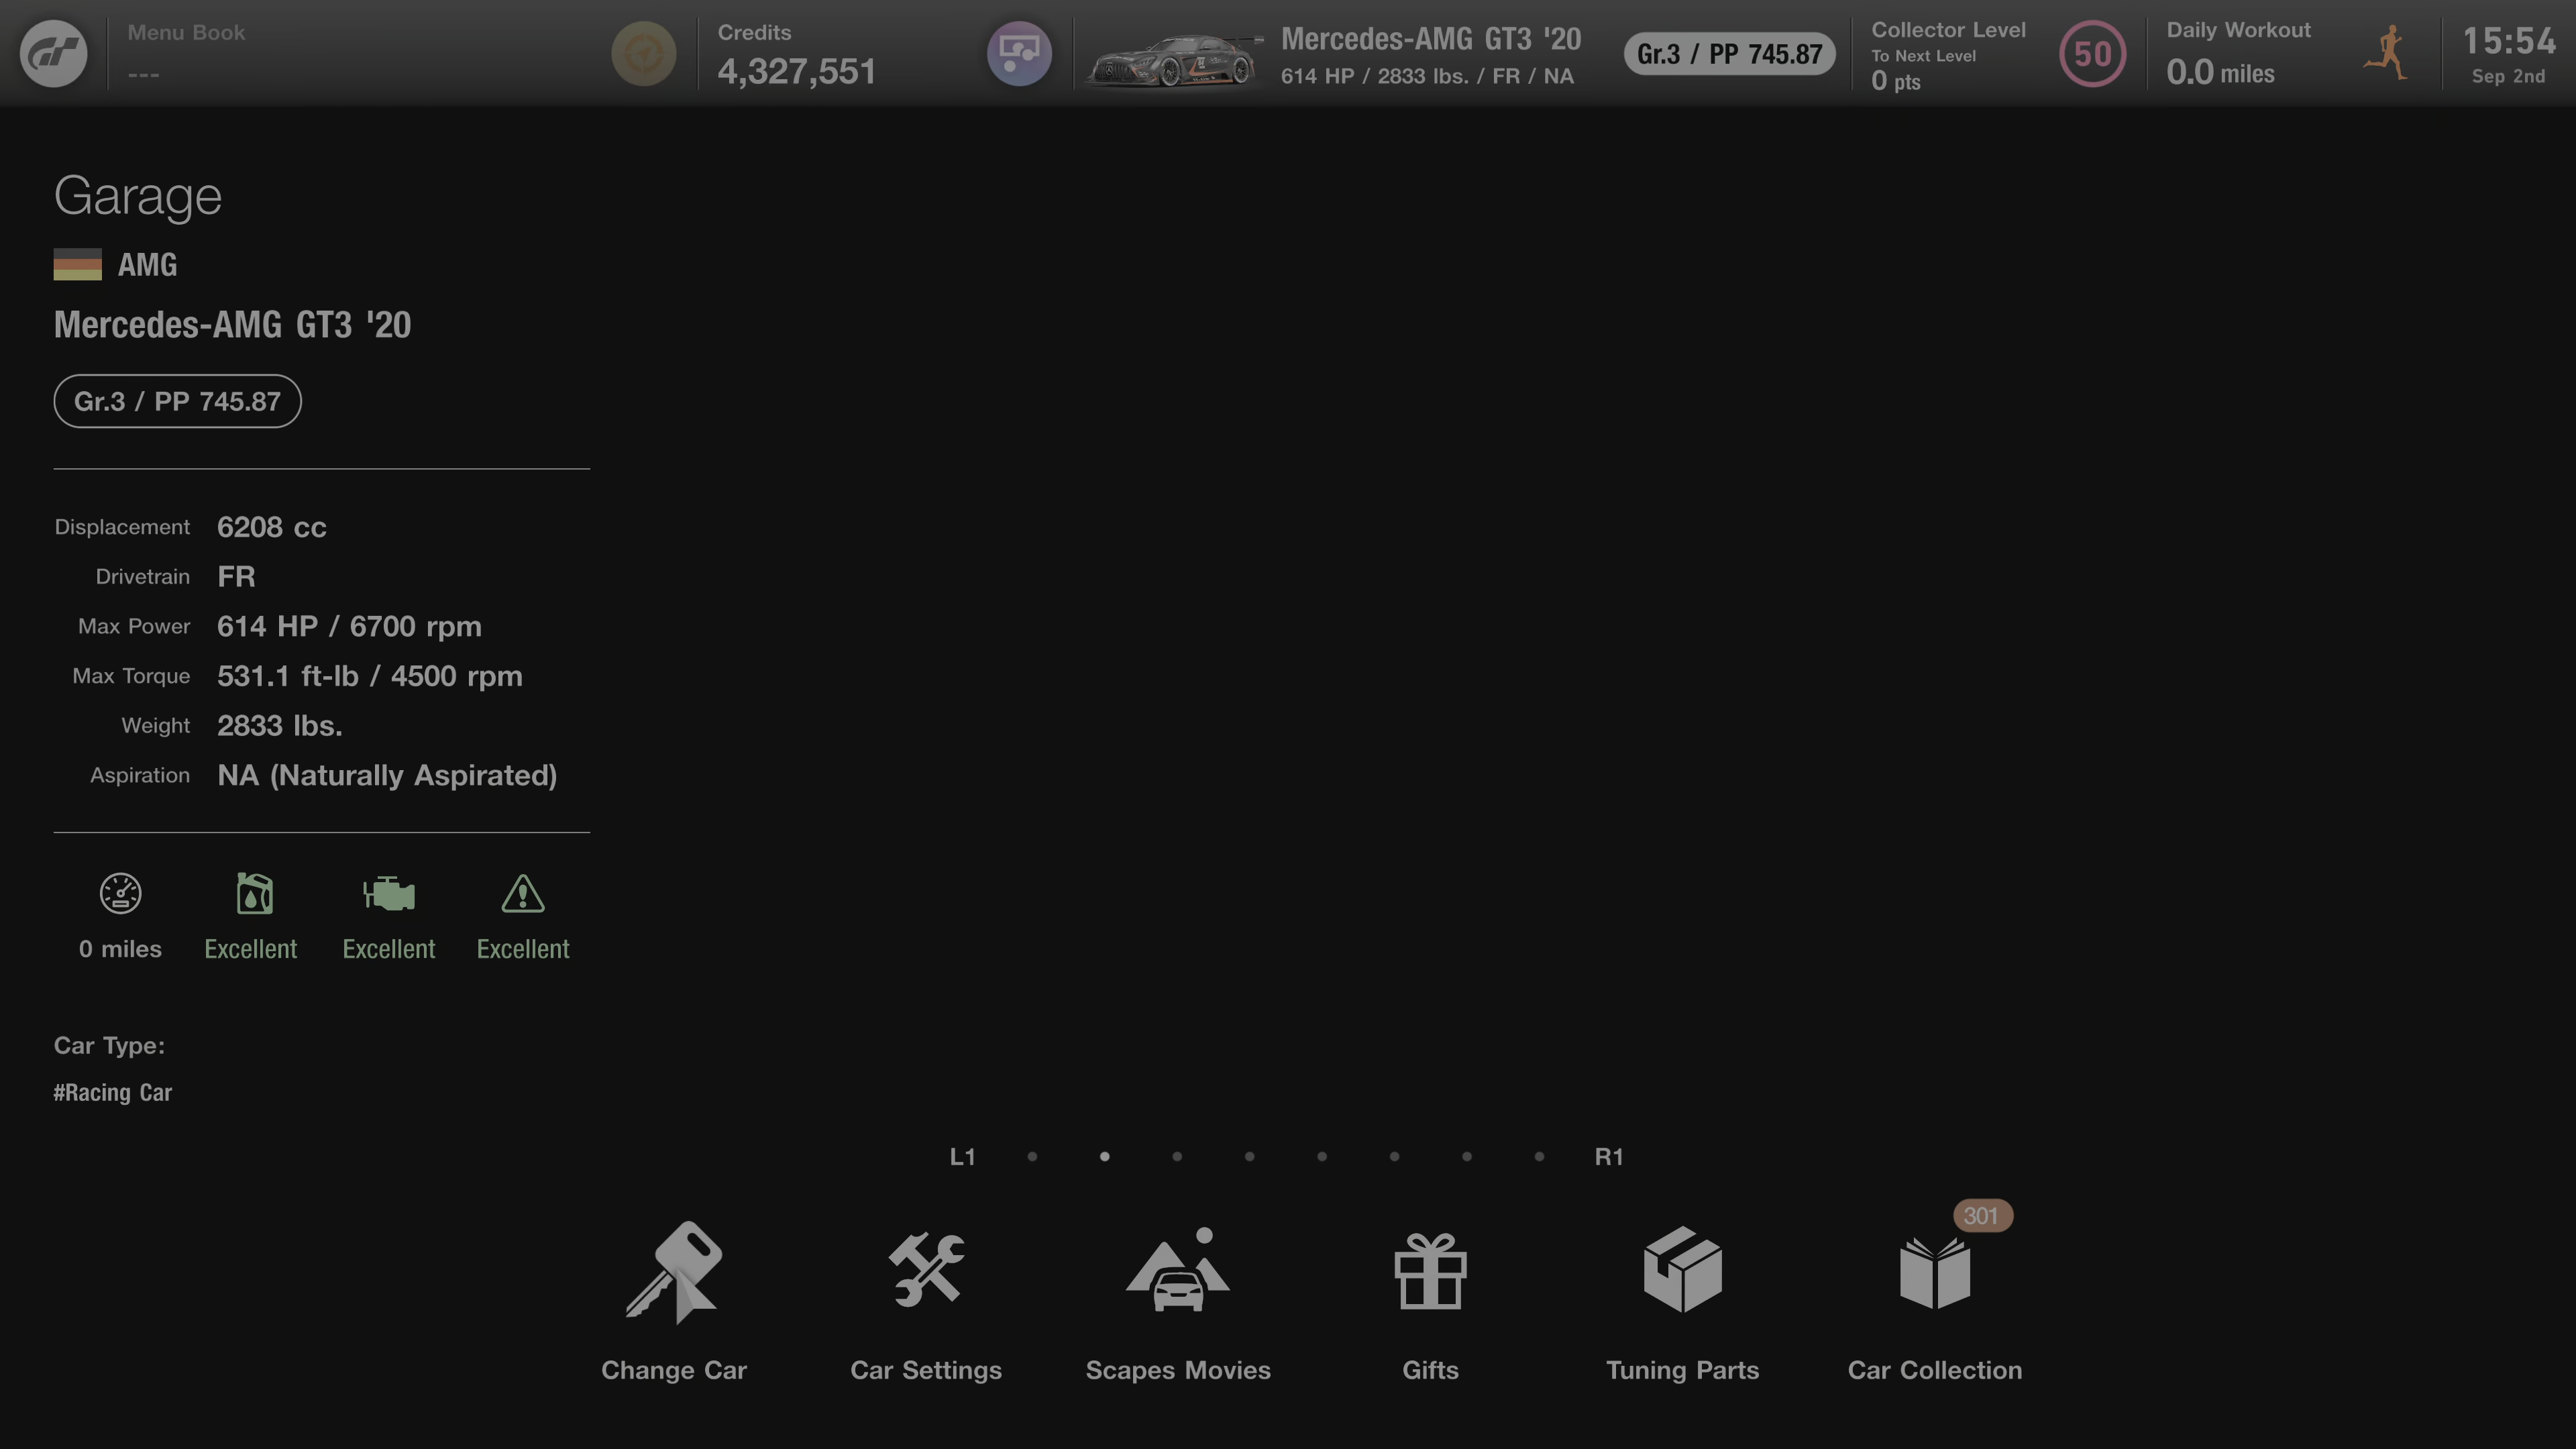 Menu Book
---
Credits
4,327,551
Mercedes-AMG GT3 '20
614 HP / 2833 lbs. / FR / NA
Gr.3 / PP 745.87
Collector Level
To Next Level
0 pts
50
Daily Workout
0.0 miles
15:54
Sep 2nd
Garage
AMG
Mercedes-AMG GT3 '20
Gr.3 / PP 745.87
Displacement 6208 cc
Drivetrain FR
Max Power 614 HP / 6700 rpm
Max Torque 531.1 ft-lb / 4500 rpm
Weight 2833 lbs.
Aspiration NA (Naturally Aspirated)
0 miles Excellent Excellent Excellent
Car Type:
#Racing Car
L1 R1
301
Change Car Car Settings Scapes Movies Gifts Tuning Parts Car Collection